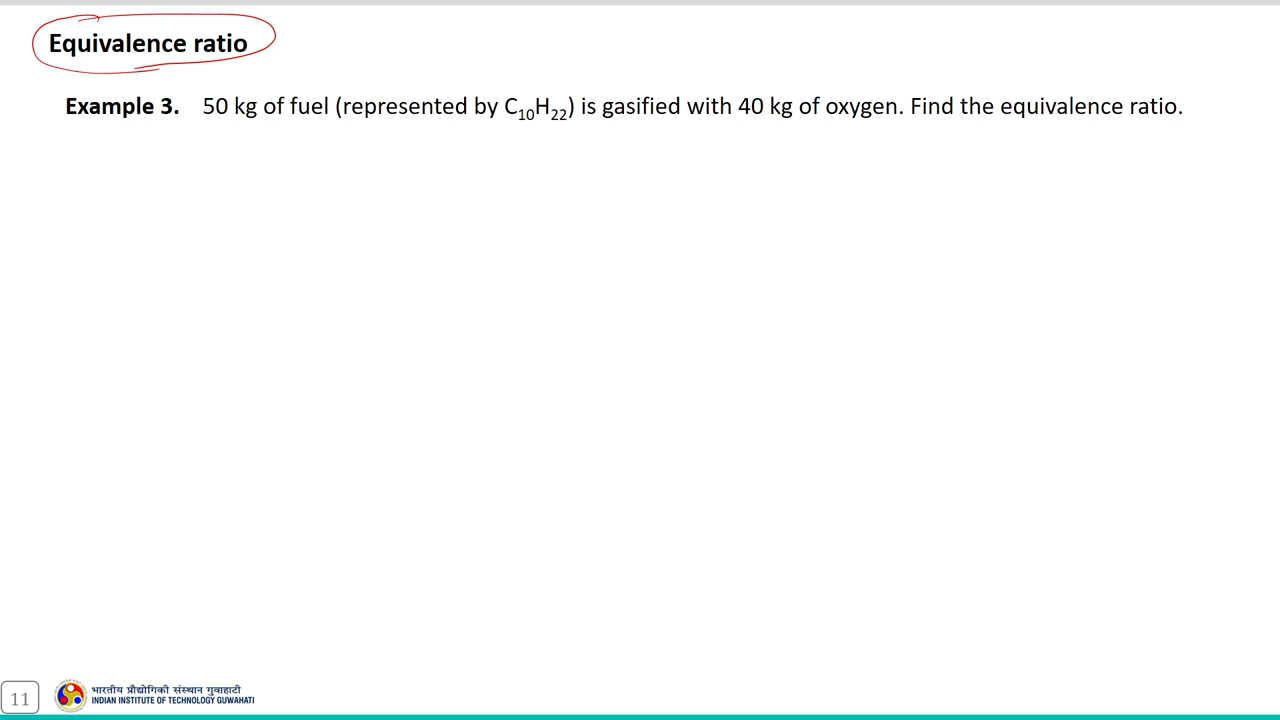 Equivalence ratio
Example 3. 50 kg of fuel (represented by C₁₀H₂₂) is gasified with 40 kg of oxygen. Find the equivalence ratio.
11
भारतीय प्रौद्योगिकी संस्थान गुवाहाटी
INDIAN INSTITUTE OF TECHNOLOGY GUWAHATI